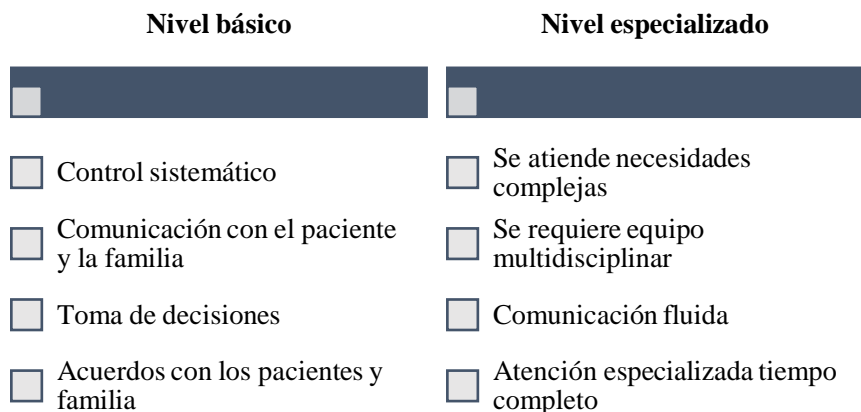 Nivel básico
Control sistemático
Comunicación con el paciente
y la familia
Toma de decisiones
Acuerdos con los pacientes y
familia
Nivel especializado
Se atiende necesidades
complejas
Se requiere equipo
multidisciplinar
Comunicación fluida
Atención especializada tiempo
completo